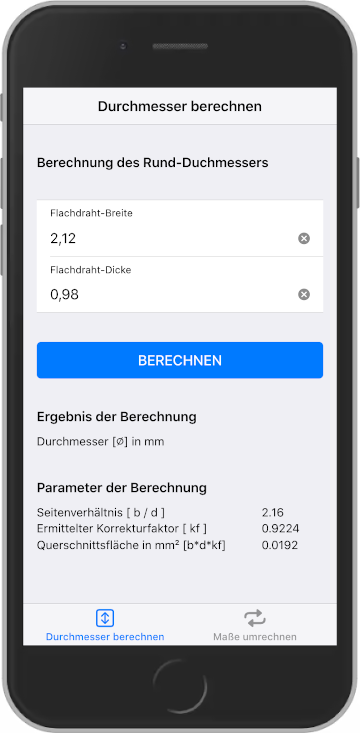 Durchmesser berechnen
Berechnung des Rund-Duchmessers
Flachdraht-Breite
2,12
Flachdraht-Dicke
0,98
BERECHNEN
Ergebnis der Berechnung
Durchmesser [Ø] in mm
Parameter der Berechnung
Seitenverhältnis [ b / d ] 2.16
Ermittelter Korrekturfaktor [ kf ] 0.9224
Querschnittsfläche in mm² [b*d*kf] 0.0192
Durchmesser berechnen Maße umrechnen